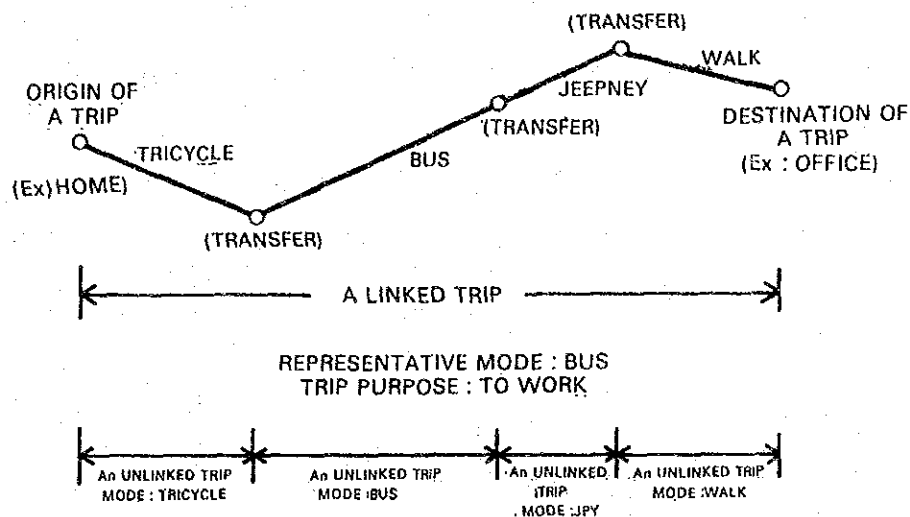 (TRANSFER)
WALK
JEEPNEY
ORIGIN OF
A TRIP
(TRANSFER)
DESTINATION OF
A TRIP
(Ex : OFFICE)
TRICYCLE
BUS
(Ex) HOME)
(TRANSFER)
A LINKED TRIP
REPRESENTATIVE MODE : BUS
TRIP PURPOSE : TO WORK
An UNLINKED TRIP
MODE : TRICYCLE
An UNLINKED TRIP
MODE :BUS
An UNLINKED
TRIP
MODE :JPY
An UNLINKED TRIP
MODE :WALK